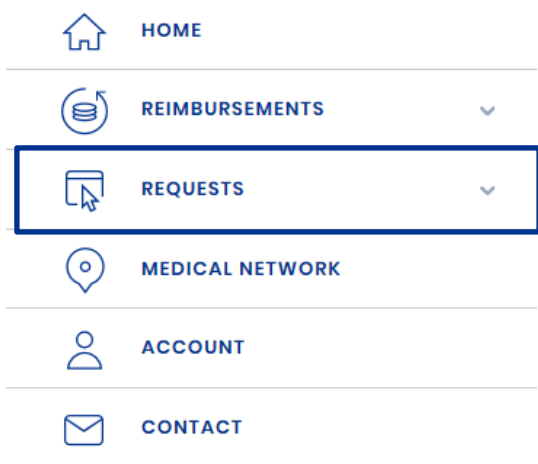 HOME
REIMBURSEMENTS
REQUESTS
MEDICAL NETWORK
ACCOUNT
CONTACT